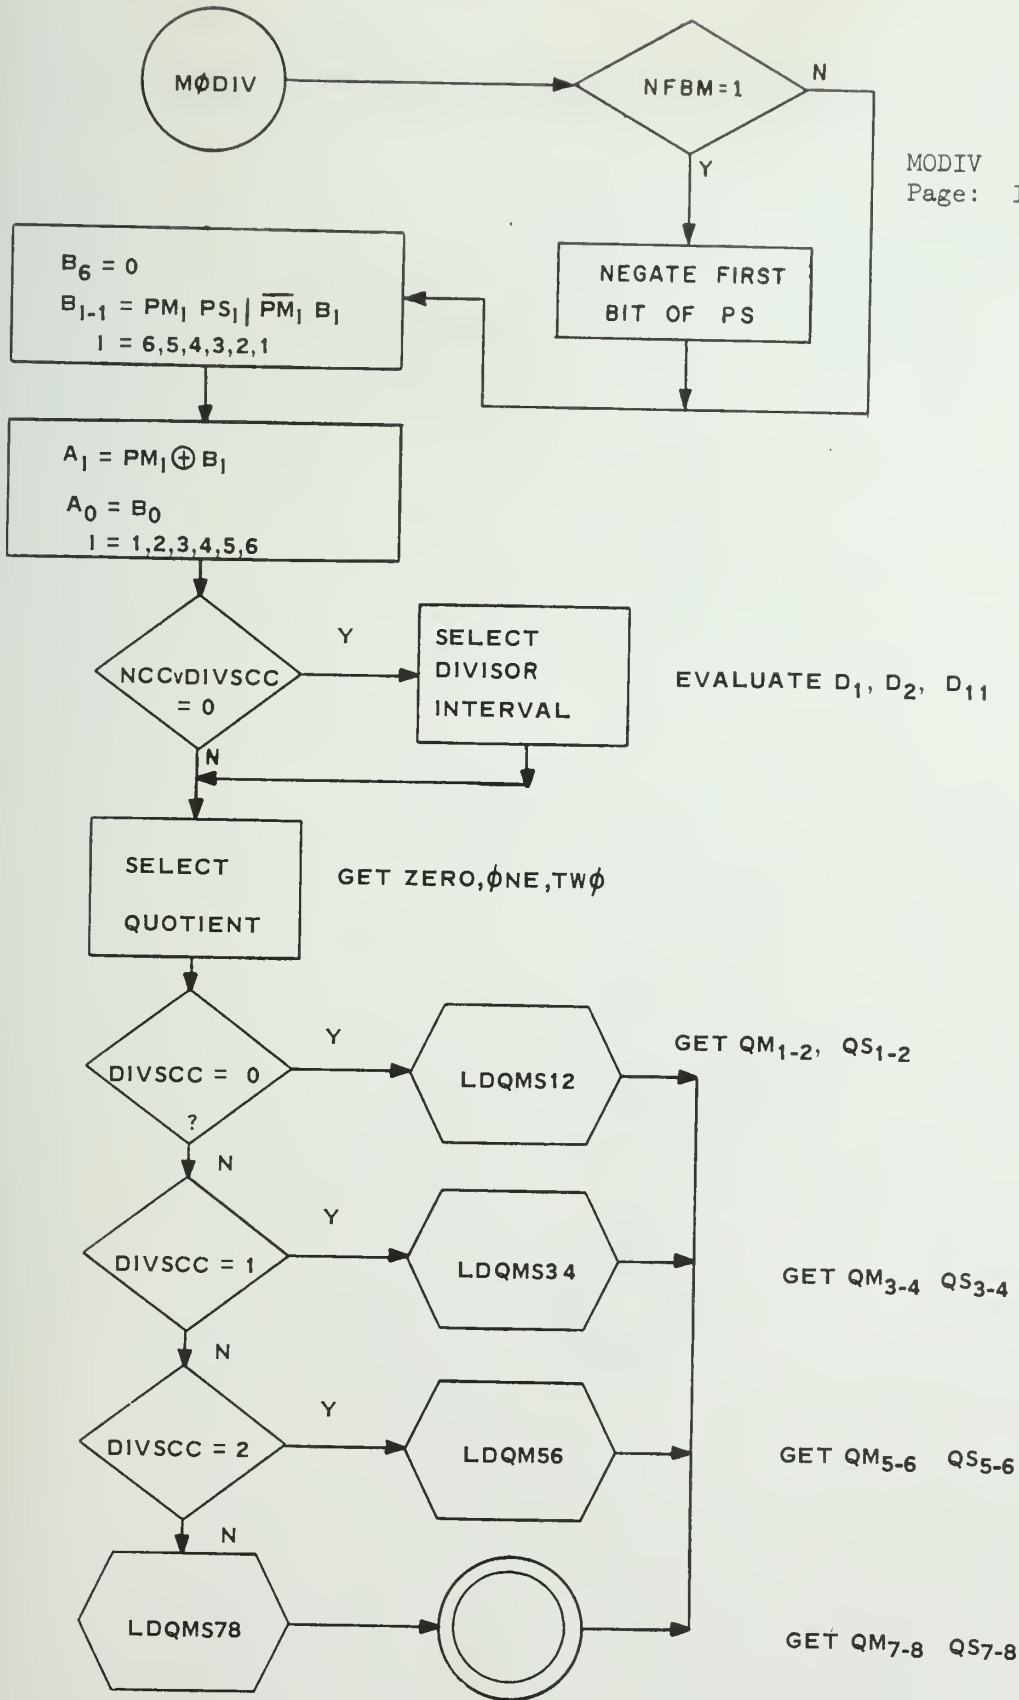 MØDIV
NFBM=1
N
Y
MODIV
Page: 1
NEGATE FIRST
BIT OF PS
B6 = 0
BI-1 = PMI PSI | P̅M̅I BI
I = 6,5,4,3,2,1
AI = PMI ⊕ BI
A0 = B0
I = 1,2,3,4,5,6
NCCvDIVSCC
= 0
Y
N
SELECT
DIVISOR
INTERVAL
EVALUATE D1, D2, D11
SELECT
QUOTIENT
GET ZERO,ØNE,TWØ
DIVSCC = 0
?
Y
N
LDQMS12
GET QM1-2, QS1-2
DIVSCC = 1
Y
N
LDQMS34
GET QM3-4 QS3-4
DIVSCC = 2
Y
N
LDQM56
GET QM5-6 QS5-6
LDQMS78
GET QM7-8 QS7-8